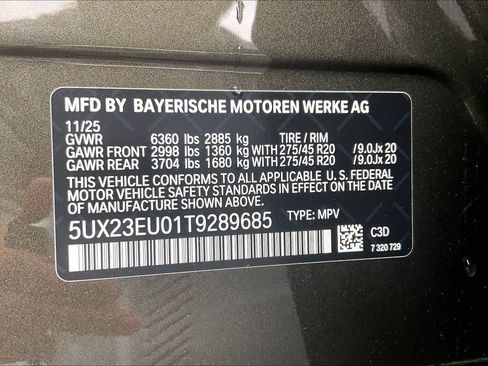 MFD BY BAYERISCHE MOTOREN WERKE AG
11/25
GVWR 6360 lbs 2885 kg TIRE / RIM
GAWR FRONT 2998 lbs 1360 kg WITH 275/45 R20 /9.0Jx 20
GAWR REAR 3704 lbs 1680 kg WITH 275/45 R20 /9.0Jx 20
THIS VEHICLE CONFORMS TO ALL APPLICABLE U.S. FEDERAL
MOTOR VEHICLE SAFETY STANDARDS IN EFFECT ON THE DATE
OF MANUFACTURE SHOWN ABOVE.
5UX23EU01T9289685 TYPE: MPV
C3D
7 320 729